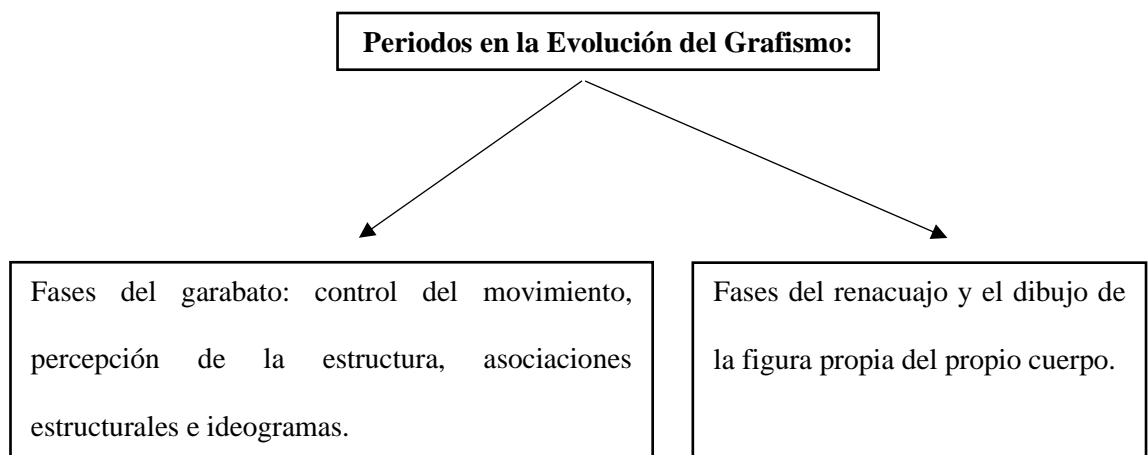 Periodos en la Evolución del Grafismo:
Fases del garabato: control del movimiento,
percepción de la estructura, asociaciones
estructurales e ideogramas.
Fases del renacuajo y el dibujo de
la figura propia del propio cuerpo.